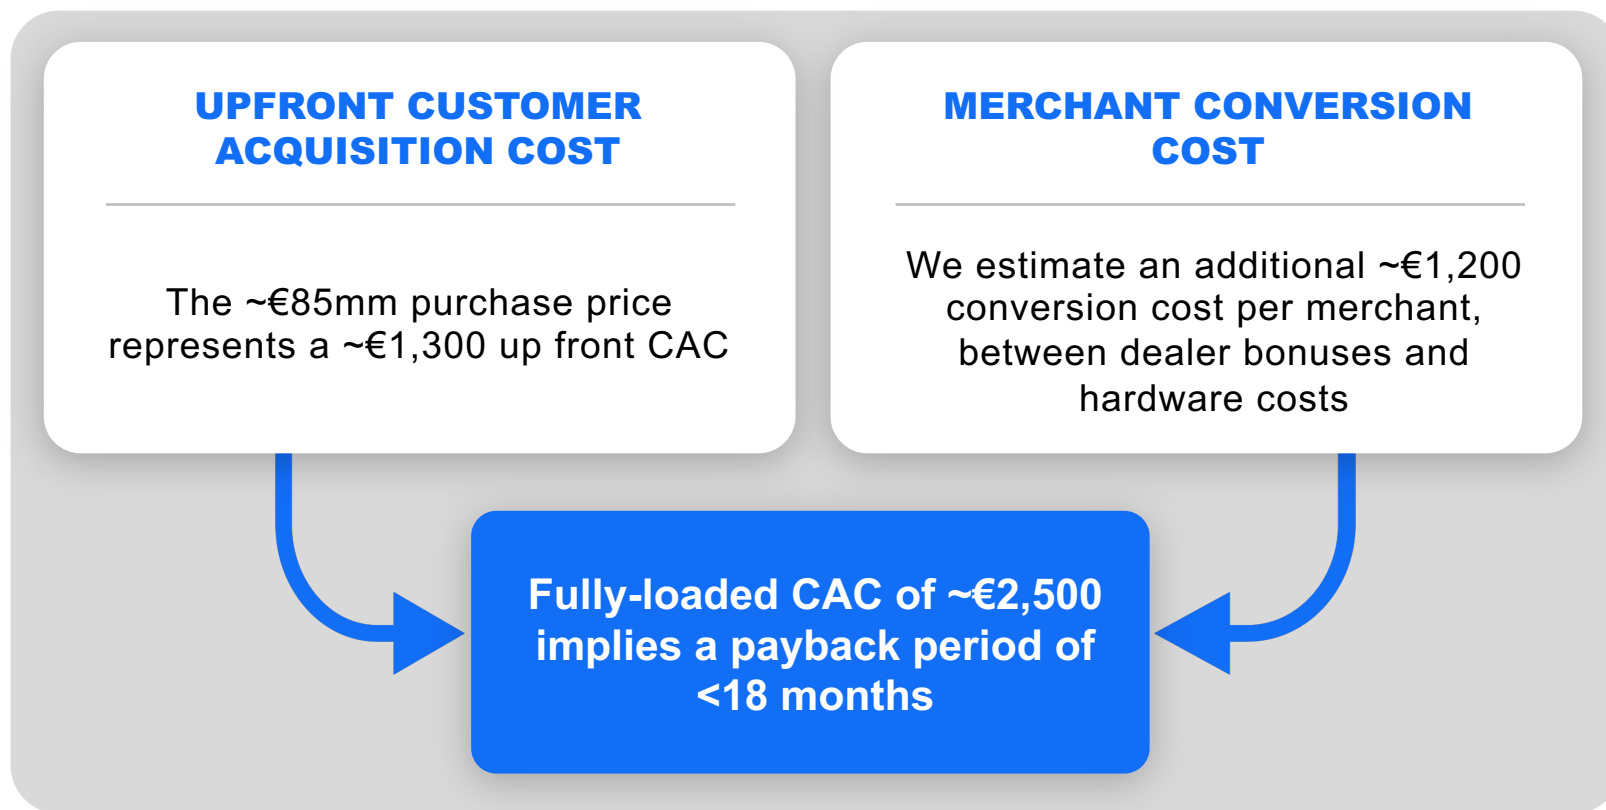 UPFRONT CUSTOMER
ACQUISITION COST
The ~€85mm purchase price
represents a ~€1,300 up front CAC
MERCHANT CONVERSION
COST
We estimate an additional ~€1,200
conversion cost per merchant,
between dealer bonuses and
hardware costs
Fully-loaded CAC of ~€2,500
implies a payback period of
<18 months